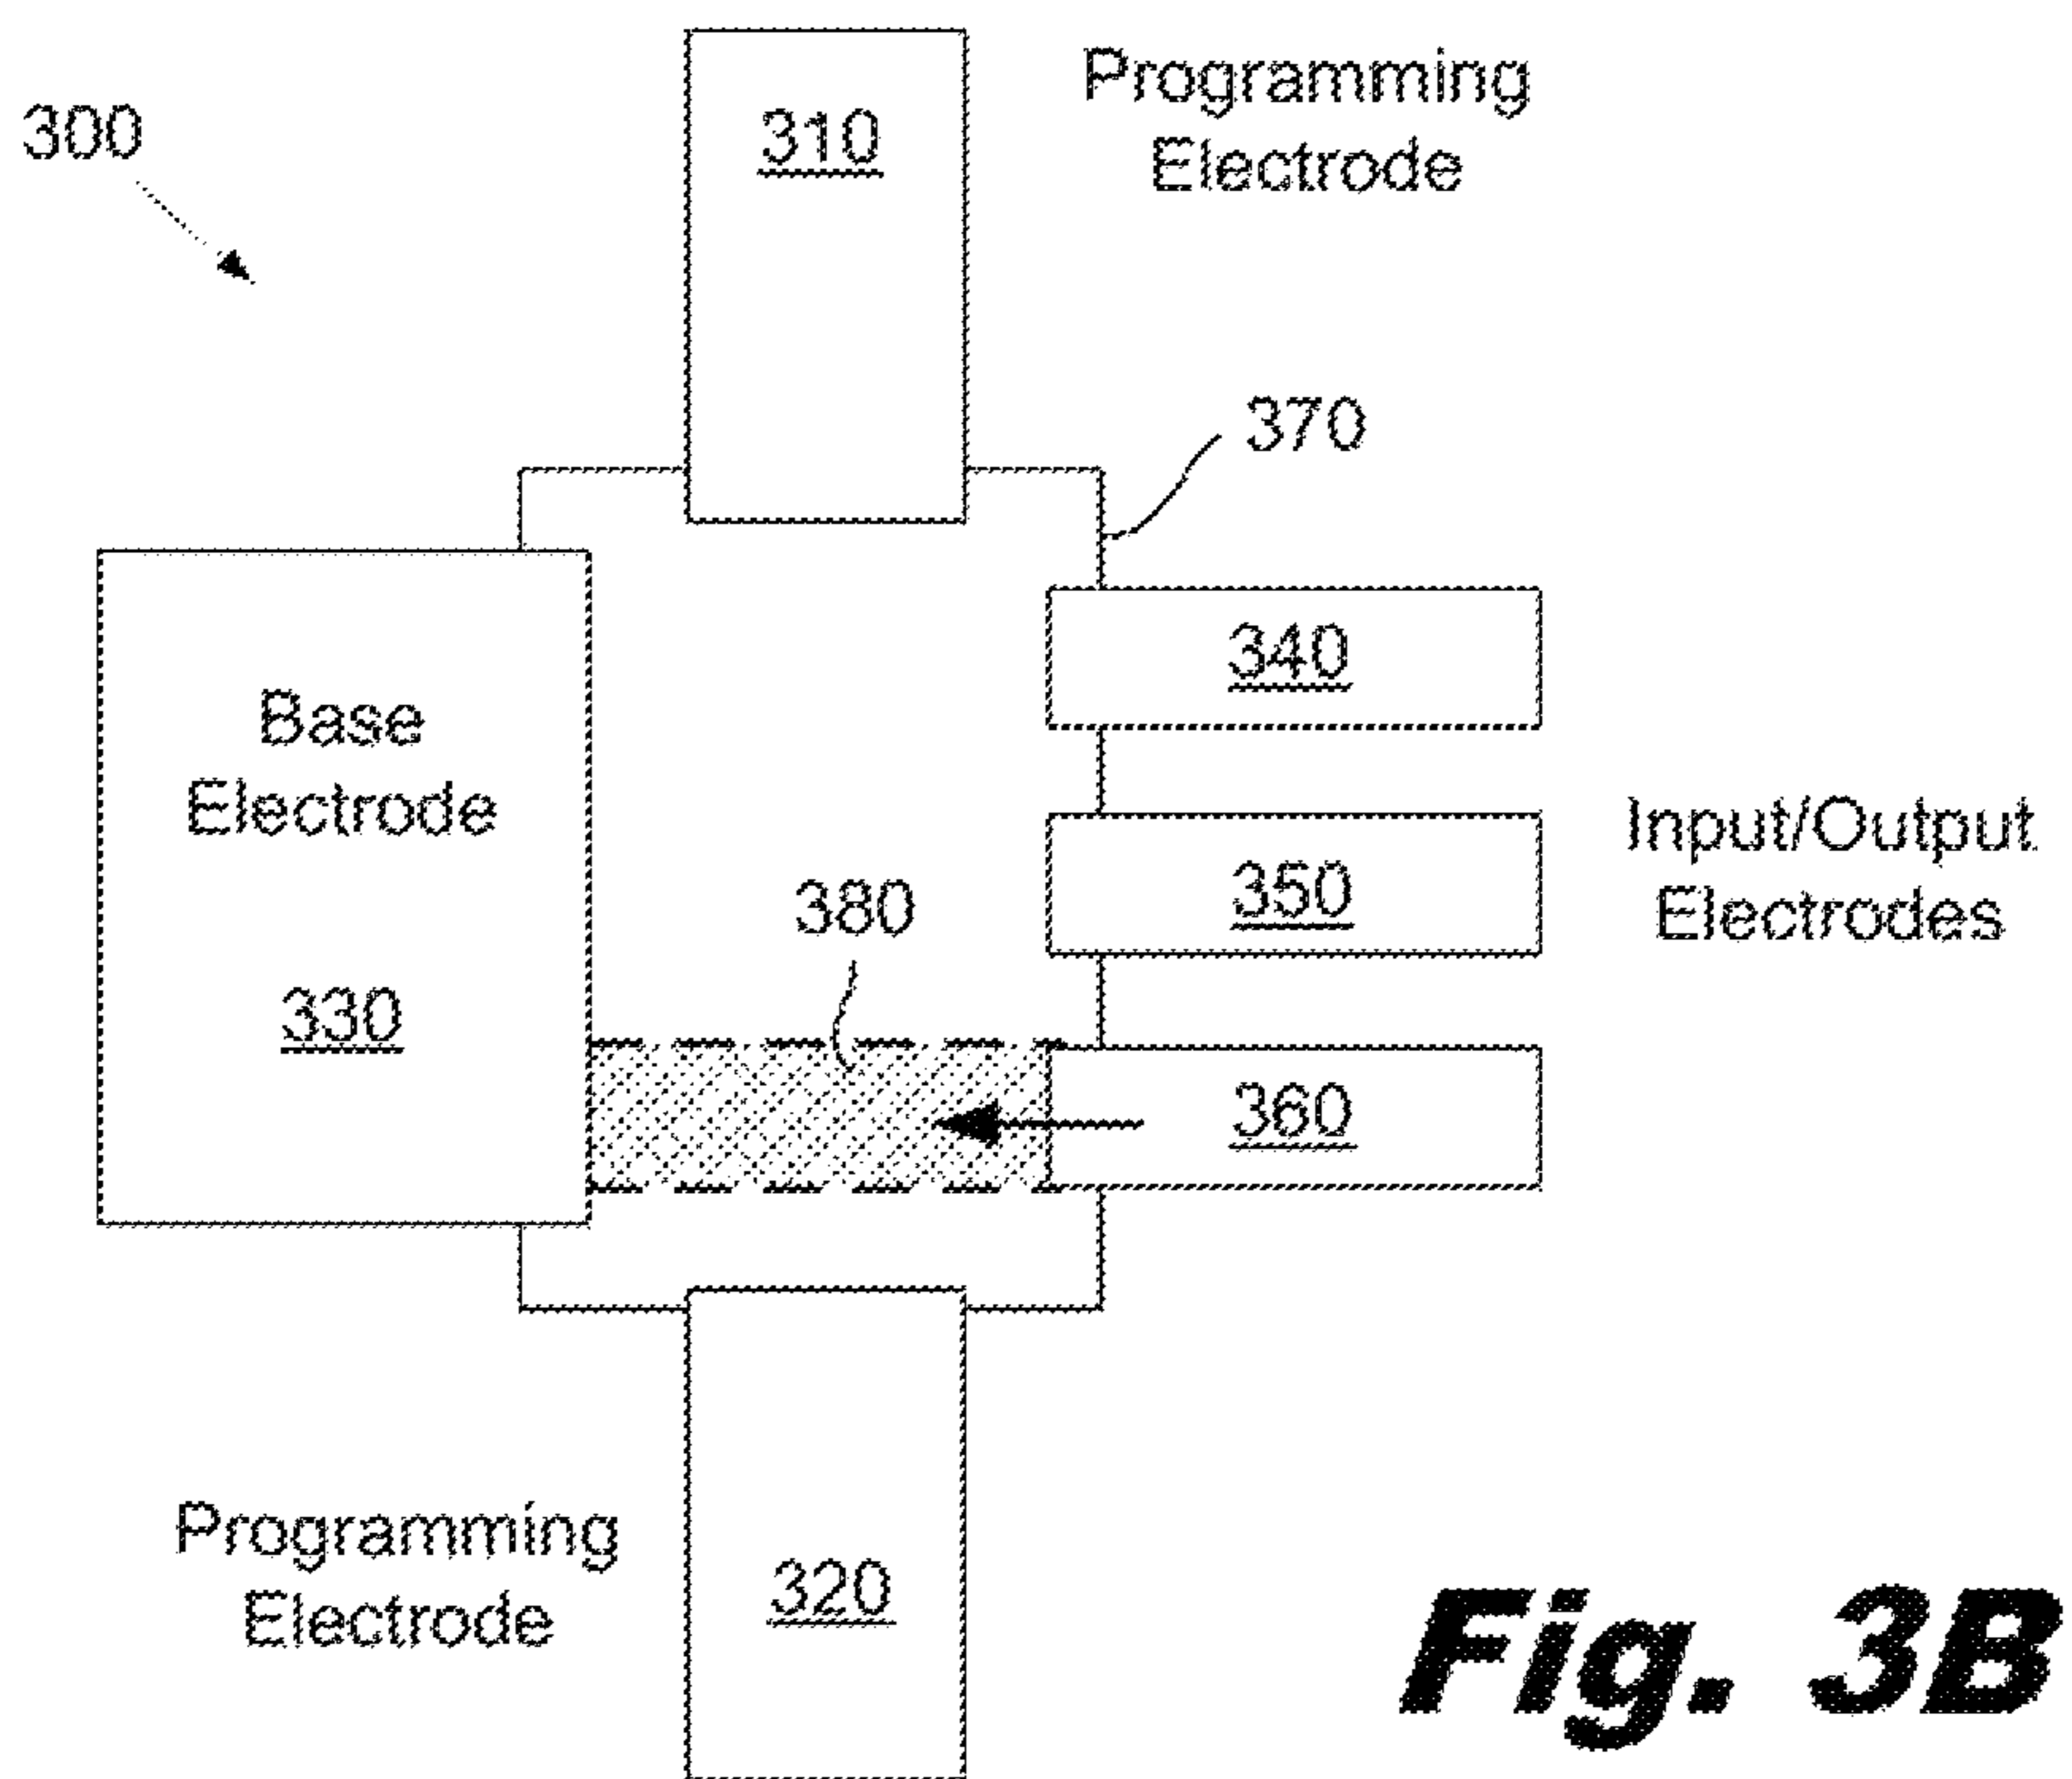 Programming
Electrode
300
310
370
340
Base
Electrode
330
350
Input/Output
Electrodes
380
360
Programming
Electrode
320
Fig. 3B